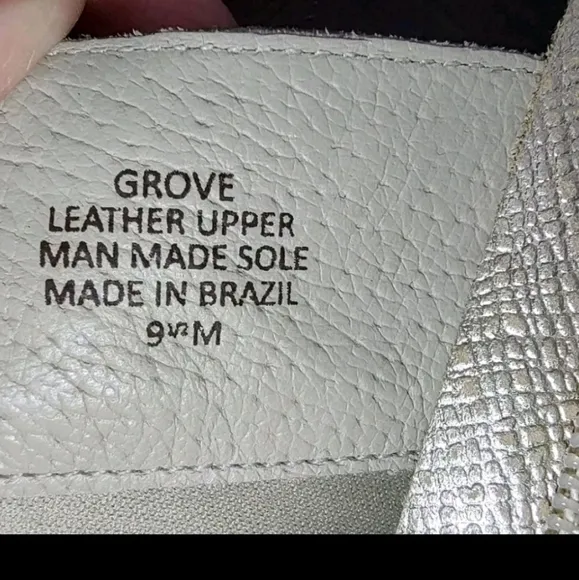 GROVE
LEATHER UPPER
MAN MADE SOLE
MADE IN BRAZIL
9½M